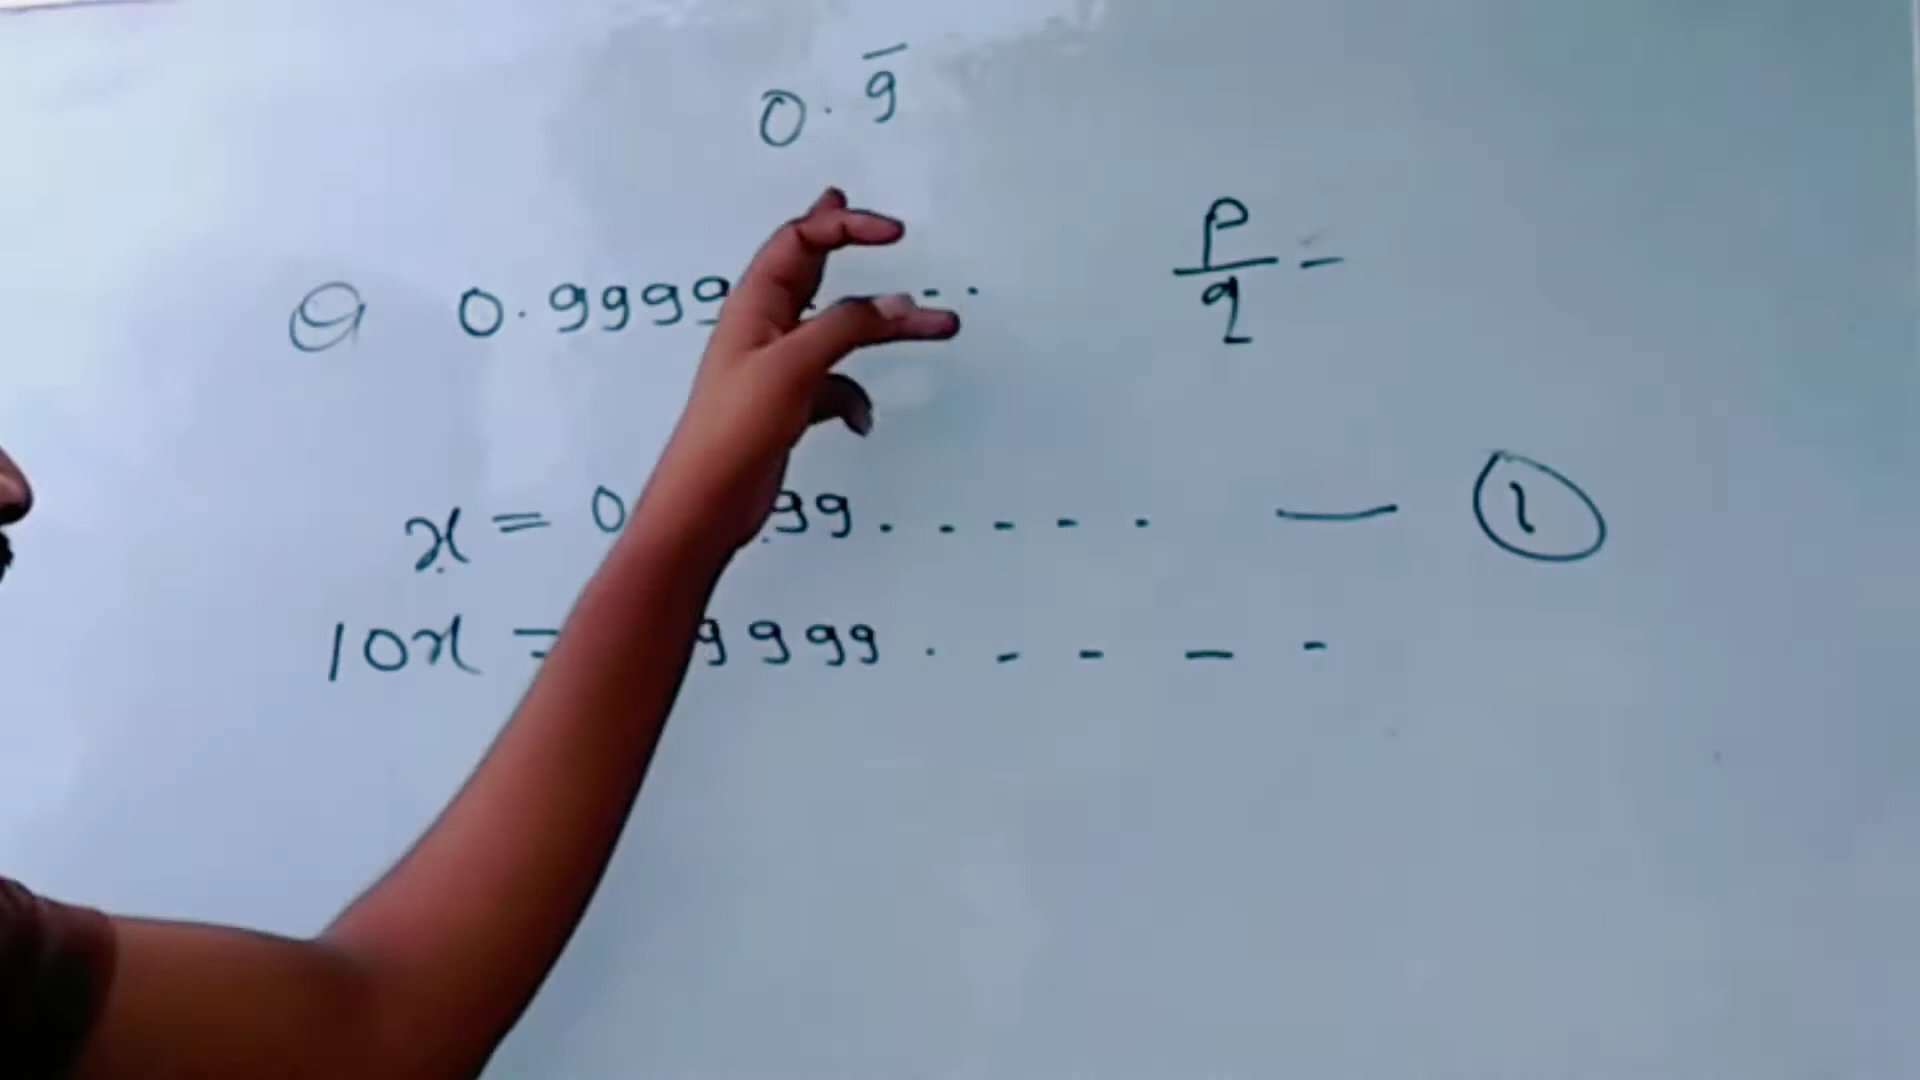 0.9̅
Q 0.9999 - - . p/q =
x = 0 99. - - - . — ①
10x = 9999. - - - -